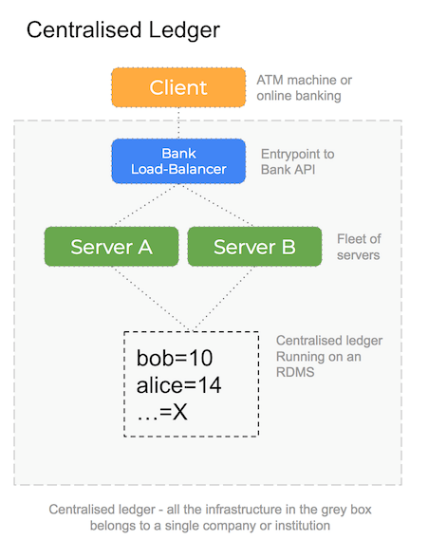 Centralised Ledger
Client
ATM machine or
online banking
Bank
Load-Balancer
Entrypoint to
Bank API
Server A
Server B
Fleet of
servers
bob=10
alice=14
...=X
Centralised ledger
Running on an
RDMS
Centralised ledger - all the infrastructure in the grey box
belongs to a single company or institution